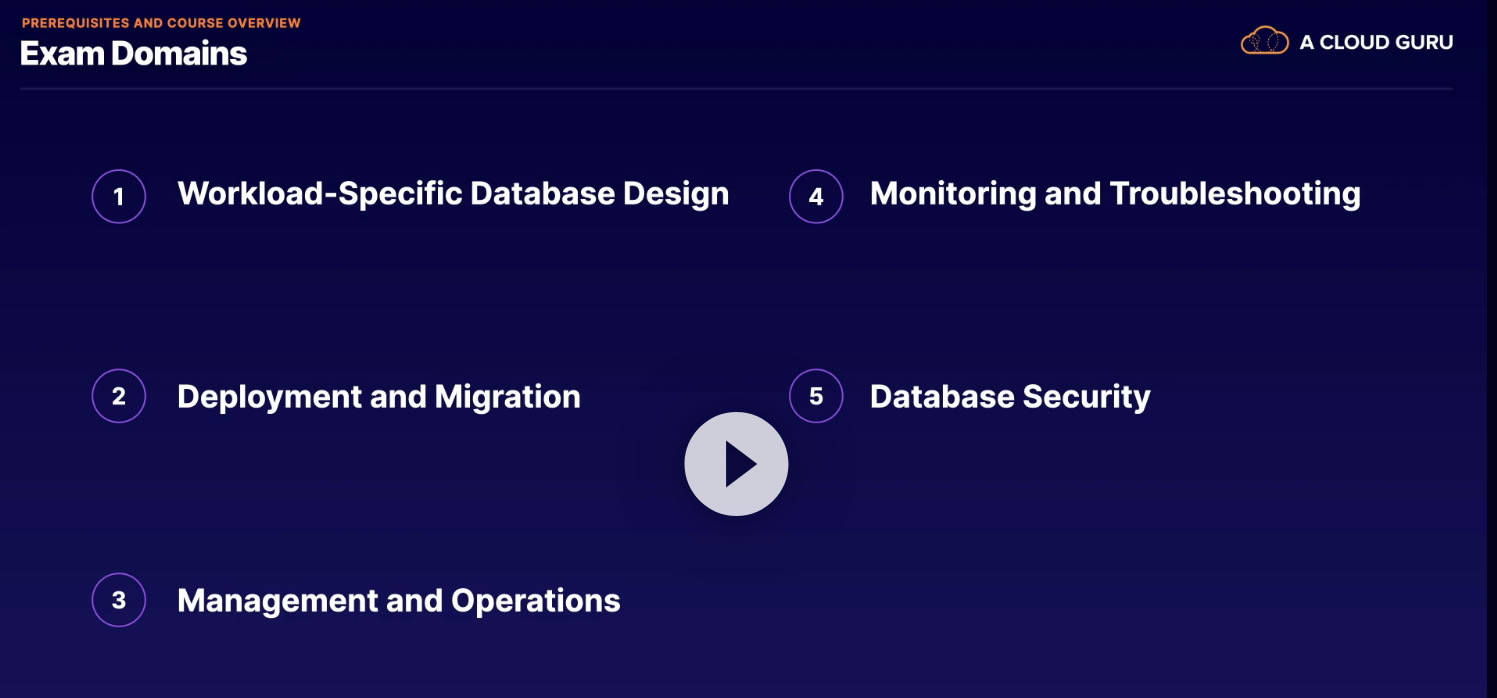 PREREQUISITES AND COURSE OVERVIEW
Exam Domains
A CLOUD GURU
1 Workload-Specific Database Design
2 Deployment and Migration
3 Management and Operations
4 Monitoring and Troubleshooting
5 Database Security